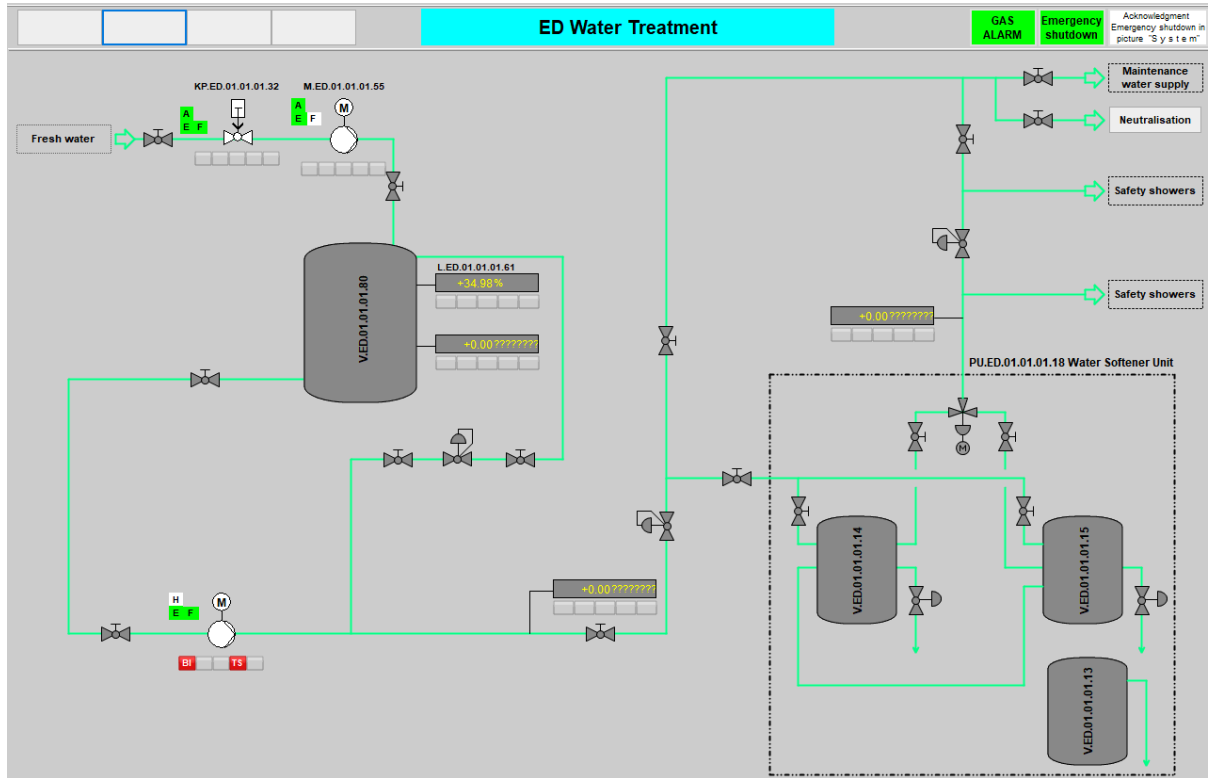 ED Water Treatment
GAS
ALARM
Emergency
shutdown
Acknowledgment
Emergency shutdown in
picture "S y s t e m"
KP.ED.01.01.01.32
M.ED.01.01.01.55
A
E F
T
A
E F
M
Fresh water
Maintenance
water supply
Neutralisation
Safety showers
Safety showers
V.ED.01.01.01.80
L.ED.01.01.01.61
+34.98%
+0.00????????
+0.00????????
PU.ED.01.01.01.18 Water Softener Unit
M
V.ED.01.01.01.14
V.ED.01.01.01.15
V.ED.01.01.01.13
+0.00????????
H
E F
M
BI
TS